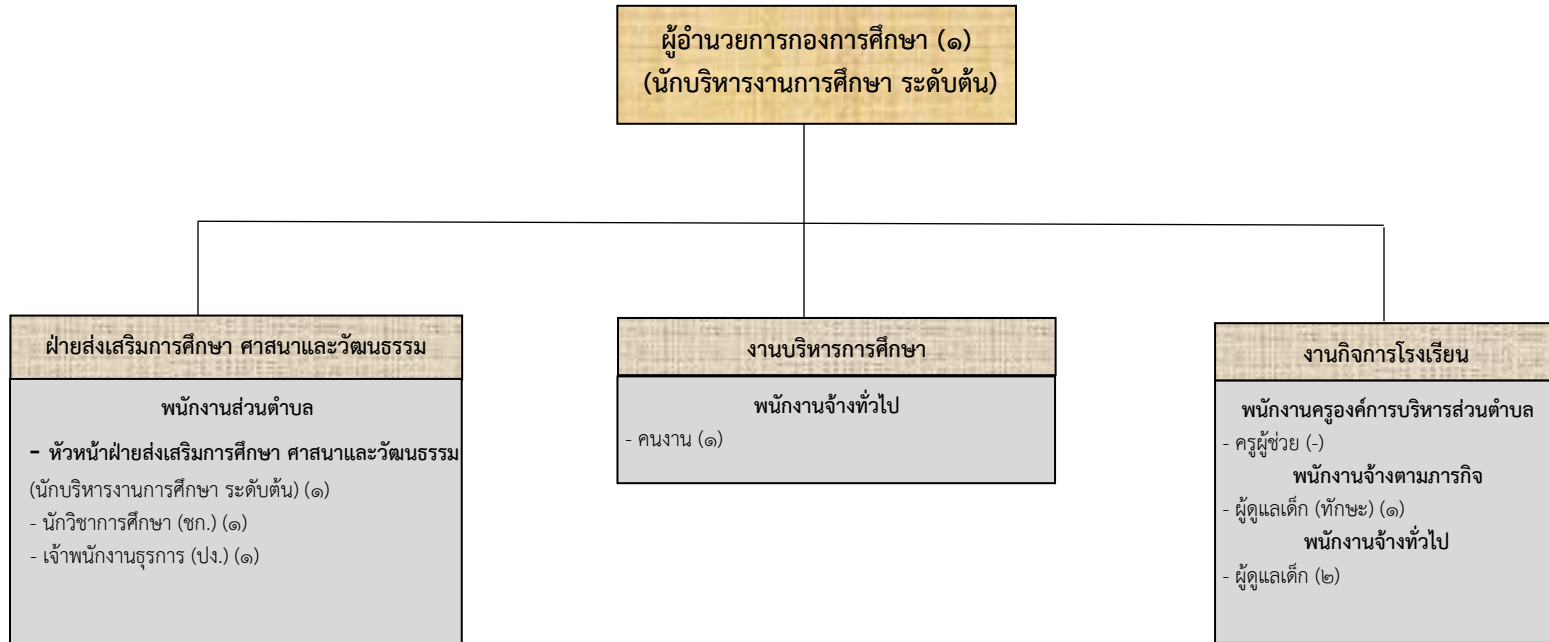 ผู้อำนวยการกองการศึกษา (๑)
(นักบริหารงานการศึกษา ระดับต้น)
ฝ่ายส่งเสริมการศึกษา ศาสนาและวัฒนธรรม
พนักงานส่วนตำบล
- หัวหน้าฝ่ายส่งเสริมการศึกษา ศาสนาและวัฒนธรรม
(นักบริหารงานการศึกษา ระดับต้น) (๑)
- นักวิชาการศึกษา (ชก.) (๑)
- เจ้าพนักงานธุรการ (ปง.) (๑)
งานบริหารการศึกษา
พนักงานจ้างทั่วไป
- คนงาน (๑)
งานกิจการโรงเรียน
พนักงานครูองค์การบริหารส่วนตำบล
- ครูผู้ช่วย (-)
พนักงานจ้างตามภารกิจ
- ผู้ดูแลเด็ก (ทักษะ) (๑)
พนักงานจ้างทั่วไป
- ผู้ดูแลเด็ก (๒)